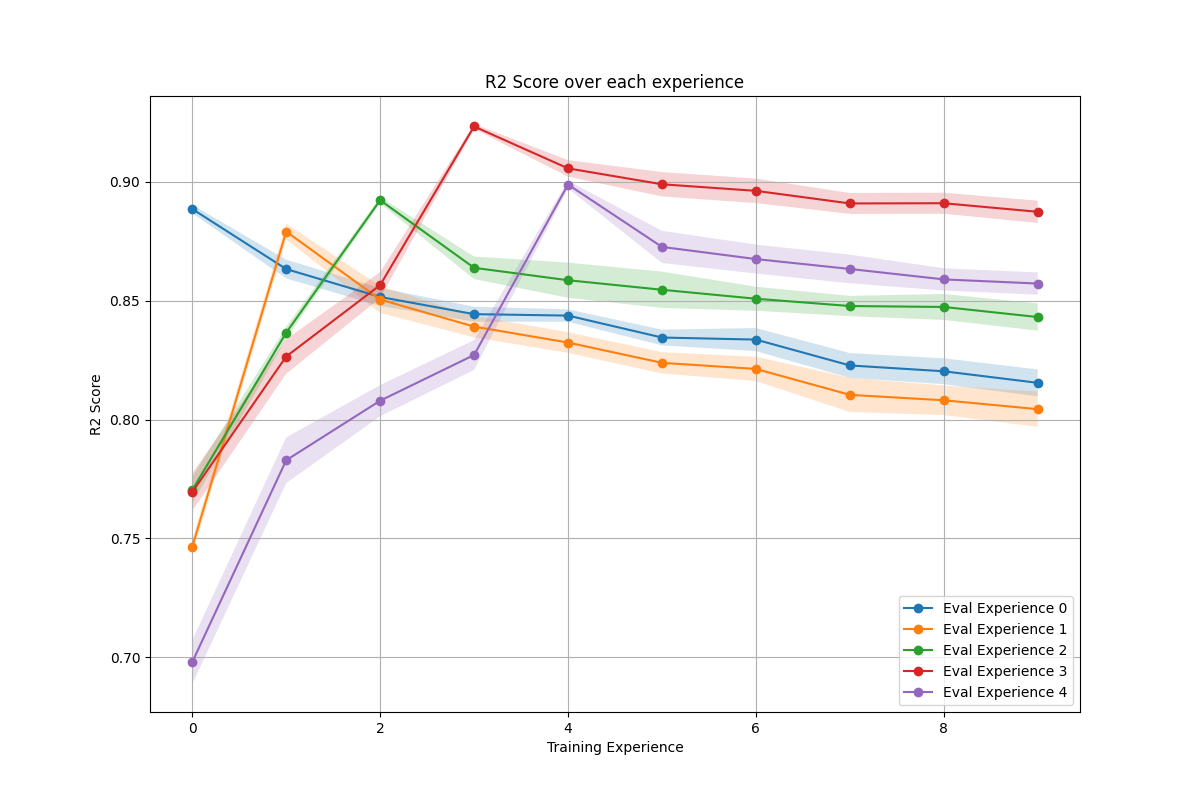 R2 Score over each experience
0.90
0.85
0.80
0.75
0.70
R2 Score
0 2 4 6 8
Training Experience
Eval Experience 0
Eval Experience 1
Eval Experience 2
Eval Experience 3
Eval Experience 4